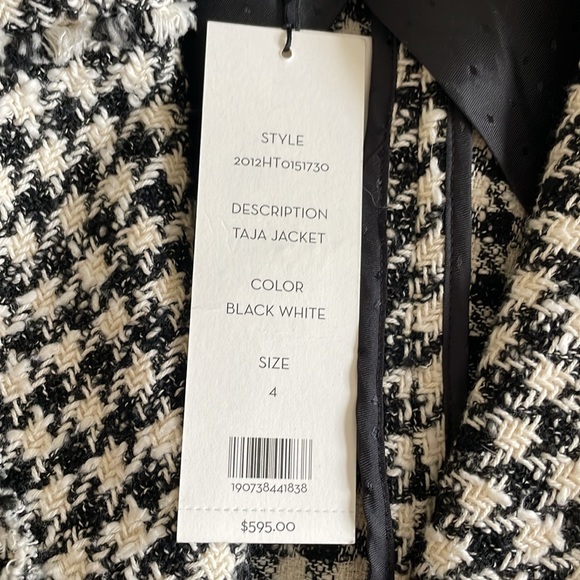 STYLE
2012HT0151730
DESCRIPTION
TAJA JACKET
COLOR
BLACK WHITE
SIZE
4
190738441838
$595.00